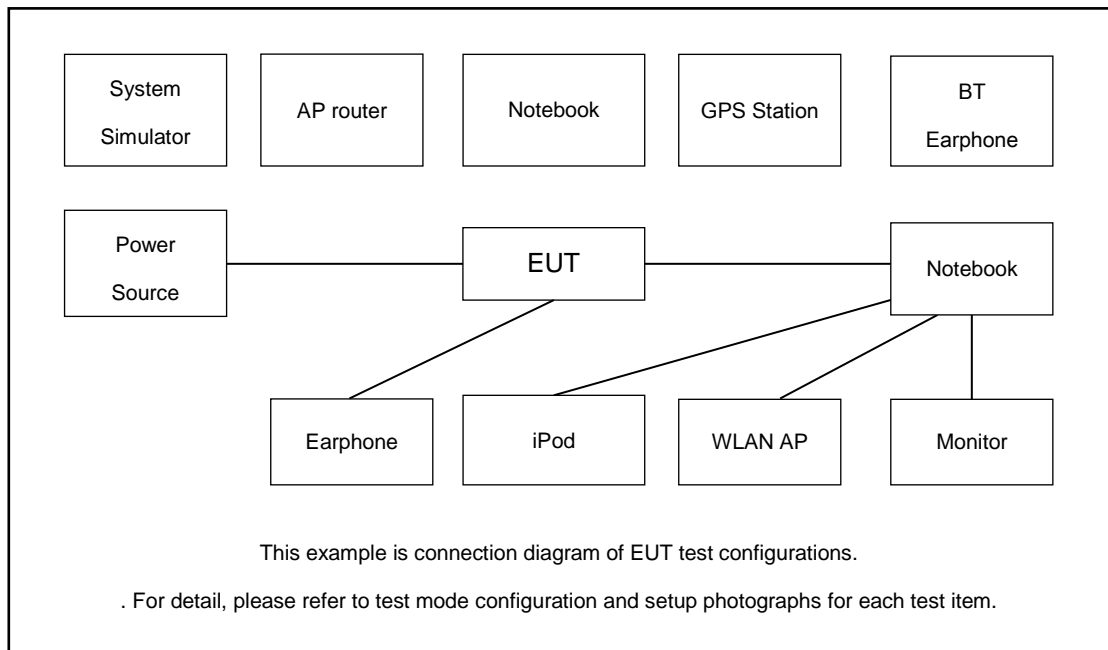 System
Simulator
AP router
Notebook
GPS Station
BT
Earphone
Power
Source
EUT
Notebook
Earphone
iPod
WLAN AP
Monitor
This example is connection diagram of EUT test configurations.
. For detail, please refer to test mode configuration and setup photographs for each test item.